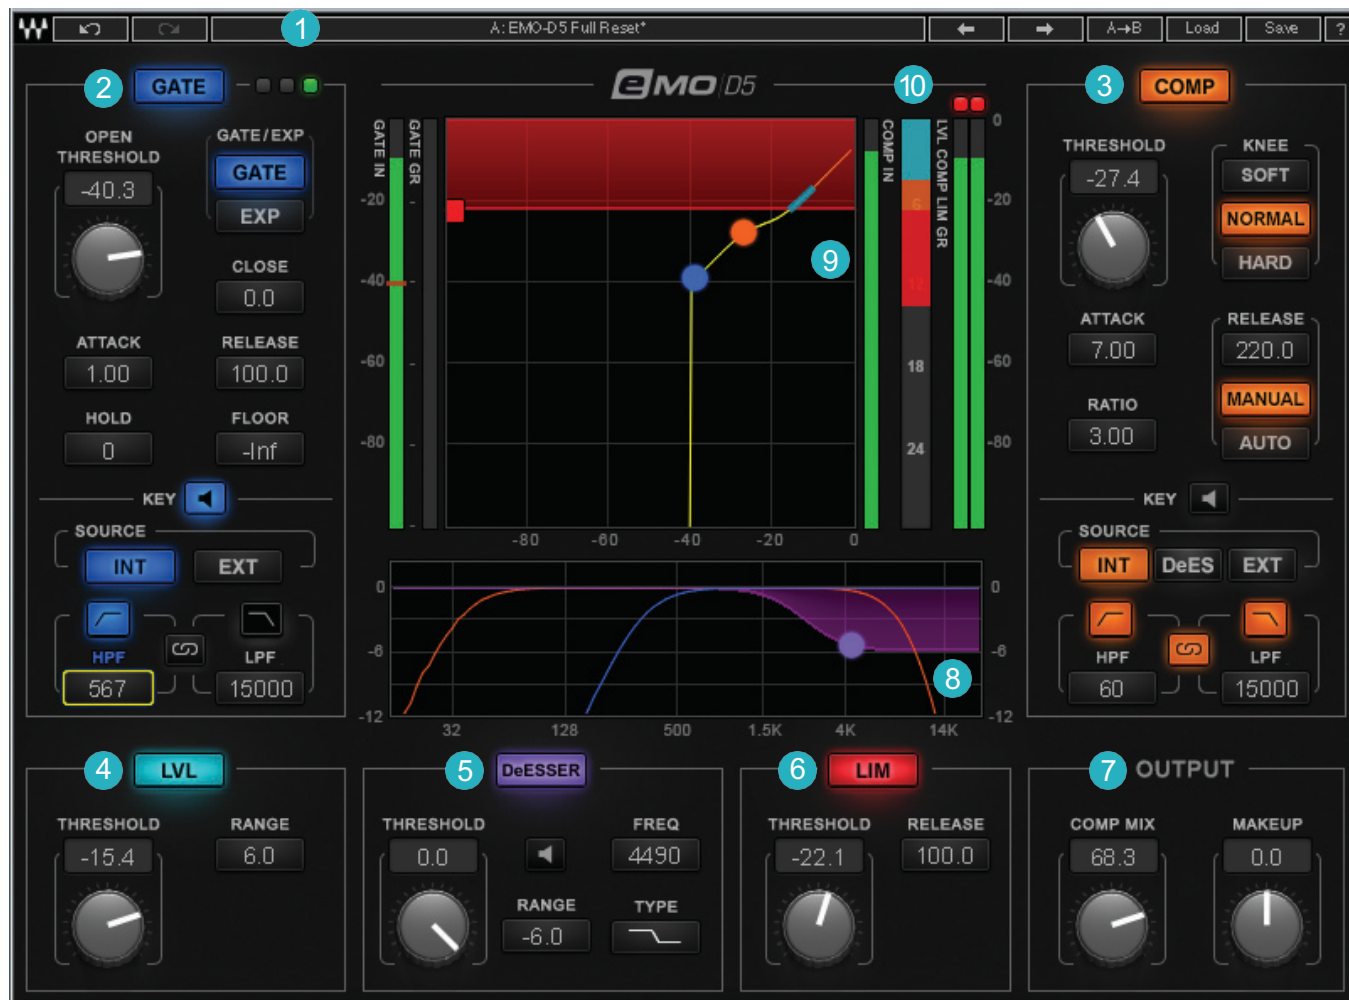 A: EMO-D5 Full Reset*
A→B
Load
Save
?
1
2
GATE
OPEN
THRESHOLD
-40.3
GATE/EXP
GATE
EXP
CLOSE
0.0
ATTACK
1.00
RELEASE
100.0
HOLD
0
FLOOR
-Inf
KEY
SOURCE
INT
EXT
HPF
567
LPF
15000
eMO D5
10
GATE IN
GATE GR
COMP IN
LVL COMP LIM GR
0
-20
-20
-40
-60
-60
-80
-80
6
12
18
24
9
-80
-60
-40
-20
0
0
-6
-12
0
-6
-12
8
32
128
500
1.5K
4K
14K
3
COMP
THRESHOLD
-27.4
KNEE
SOFT
NORMAL
HARD
ATTACK
7.00
RELEASE
220.0
RATIO
3.00
MANUAL
AUTO
KEY
SOURCE
INT
DeES
EXT
HPF
60
LPF
15000
4
LVL
THRESHOLD
-15.4
RANGE
6.0
5
DeESSER
THRESHOLD
0.0
FREQ
4490
RANGE
-6.0
TYPE
6
LIM
THRESHOLD
-22.1
RELEASE
100.0
7
OUTPUT
COMP MIX
68.3
MAKEUP
0.0